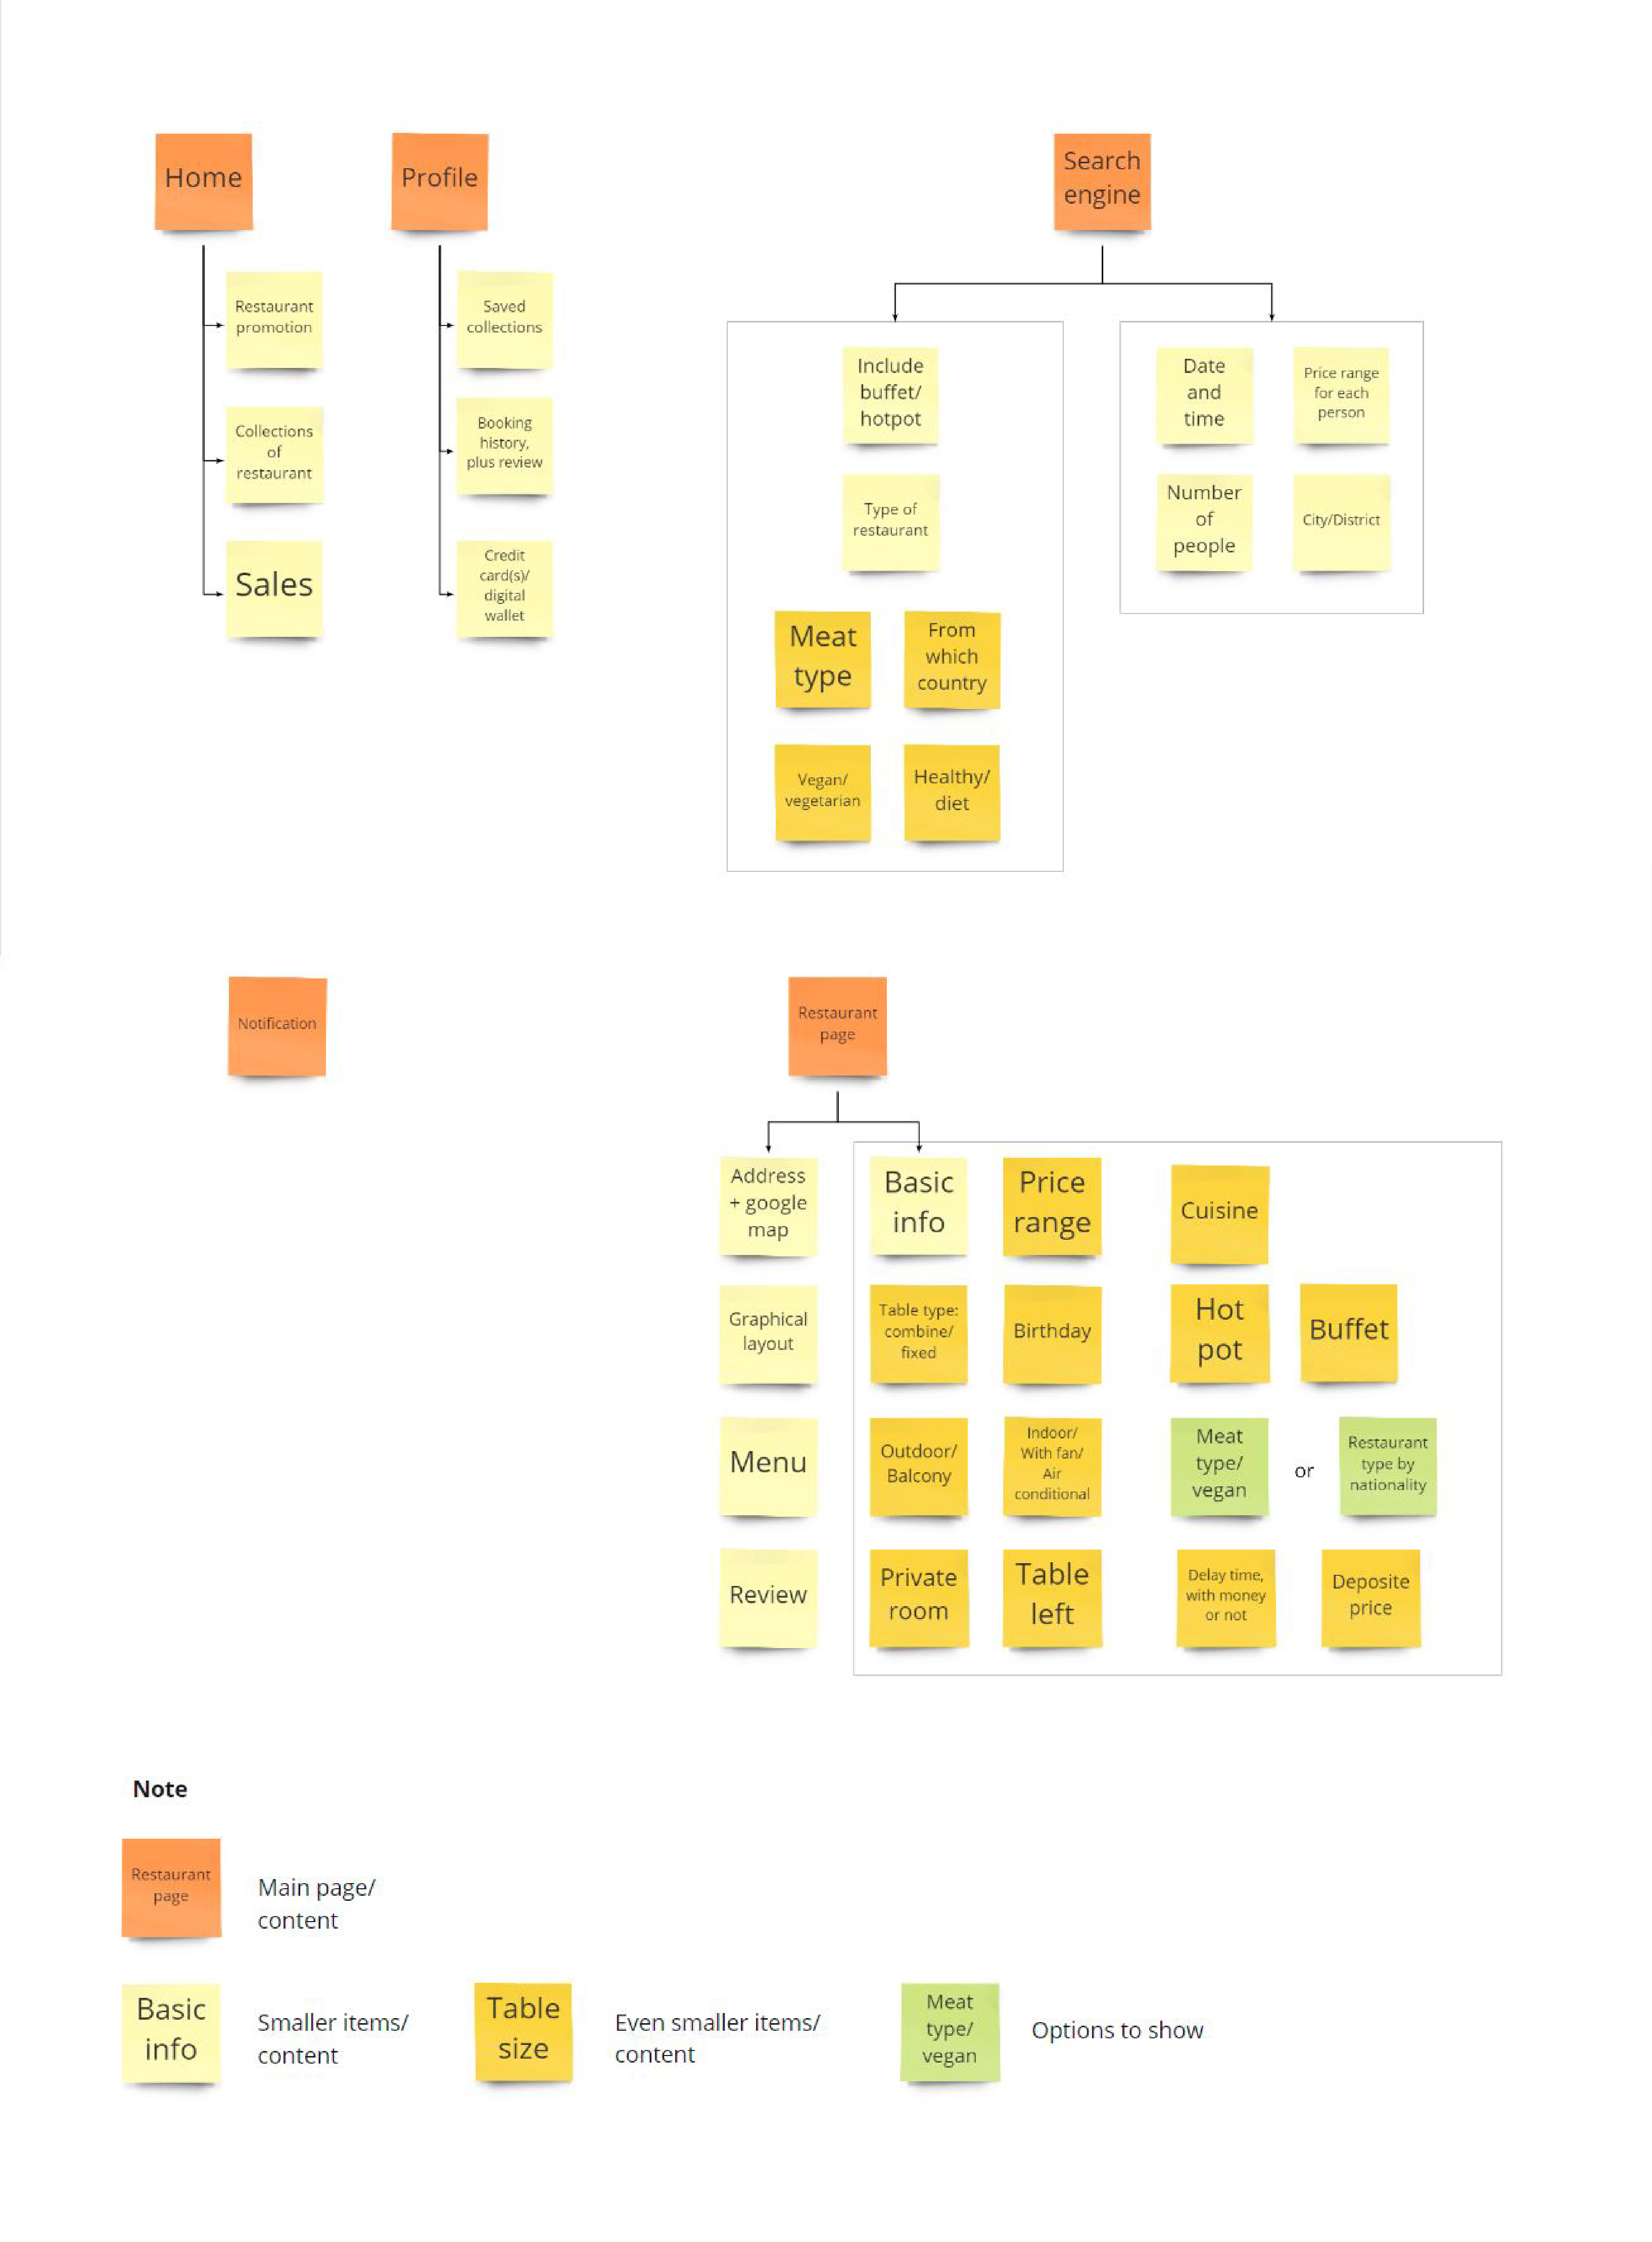 Home
Profile
Search
engine
Restaurant
promotion
Collections
of
restaurant
Sales
Saved
collections
Booking
history,
plus review
Credit
card(s)/
digital
wallet
Include
buffet/
hotpot
Type of
restaurant
Meat
type
From
which
country
Vegan/
vegetarian
Healthy/
diet
Date
and
time
Price range
for each
person
Number
of
people
City/District
Notification
Restaurant
page
Address
+ google
map
Graphical
layout
Menu
Review
Basic
info
Price
range
Cuisine
Table type:
combine/
fixed
Birthday
Hot
pot
Buffet
Outdoor/
Balcony
Indoor/
With fan/
Air
conditional
Meat
type/
vegan
or
Restaurant
type by
nationality
Private
room
Table
left
Delay time,
with money
or not
Deposite
price
Note
Restaurant
page
Main page/
content
Basic
info
Smaller items/
content
Table
size
Even smaller items/
content
Meat
type/
vegan
Options to show